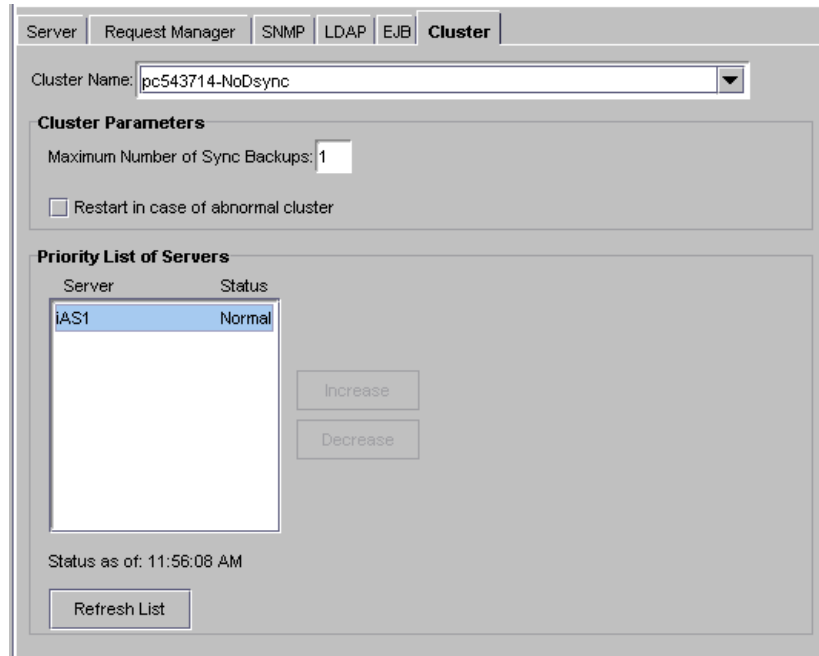 Server Request Manager SNMP LDAP EJB Cluster
Cluster Name: pc543714-NoDsync
Cluster Parameters
Maximum Number of Sync Backups: 1
Restart in case of abnormal cluster
Priority List of Servers
Server Status
iAS1 Normal
Increase
Decrease
Status as of: 11:56:08 AM
Refresh List